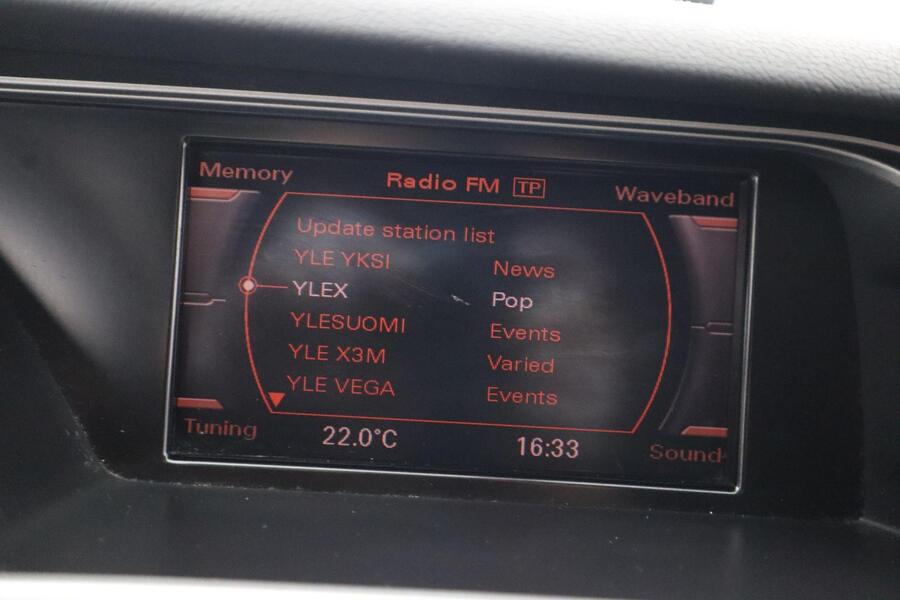 Memory Radio FM TP Waveband
Update station list
YLE YKSI News
YLEX Pop
YLESUOMI Events
YLE X3M Varied
YLE VEGA Events
Tuning 22.0°C 16:33 Sound